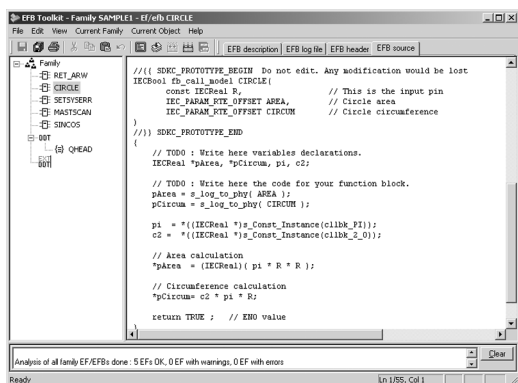 EFB Toolkit - Family SAMPLE1 - Ef/efb CIRCLE
File Edit View Current Family Current Object Help
EFB description EFB log file EFB header EFB source
Family
RET_ARW
CIRCLE
SETSYSERR
MASTSCAN
SINCOS
DDT
QHEAD
EXT
DDT
//{{ SDKC_PROTOTYPE_BEGIN Do not edit. Any modification would be lost
IECBool fb_call_model CIRCLE(
const IECReal R, // This is the input pin
IEC_PARAM_RTE_OFFSET AREA, // Circle area
IEC_PARAM_RTE_OFFSET CIRCUM // Circle circumference
)
//}} SDKC_PROTOTYPE_END
{
// TODO : Write here variables declarations.
IECReal *pArea, *pCircum, pi, c2;
// TODO : Write here the code for your function block.
pArea = s_log_to_phy( AREA );
pCircum = s_log_to_phy( CIRCUM );
pi = *((IECReal *)s_Const_Instance(cllbk_PI));
c2 = *((IECReal *)s_Const_Instance(cllbk_2_0));
// Area calculation
*pArea = (IECReal)( pi * R * R );
// Circumference calculation
*pCircum= c2 * pi * R;
return TRUE ; // ENO value
}
Analysis of all family EF/EFBs done : 5 EFs OK, 0 EF with warnings, 0 EF with errors
Clear
Ready
Ln 1/55, Col 1